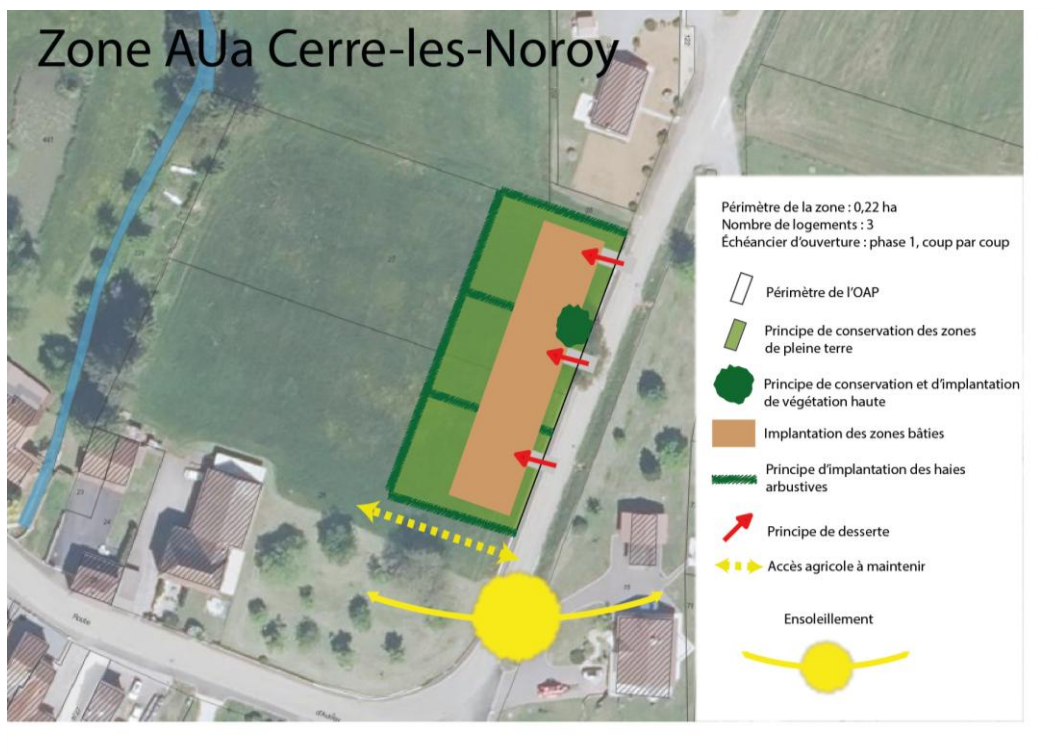 Zone AUa Cerre-les-Noroy
Périmètre de la zone : 0,22 ha
Nombre de logements : 3
Échéancier d'ouverture : phase 1, coup par coup
Périmètre de l'OAP
Principe de conservation des zones
de pleine terre
Principe de conservation et d'implantation
de végétation haute
Implantation des zones bâties
Principe d'implantation des haies
arbustives
Principe de desserte
Accès agricole à maintenir
Ensoleillement
Route